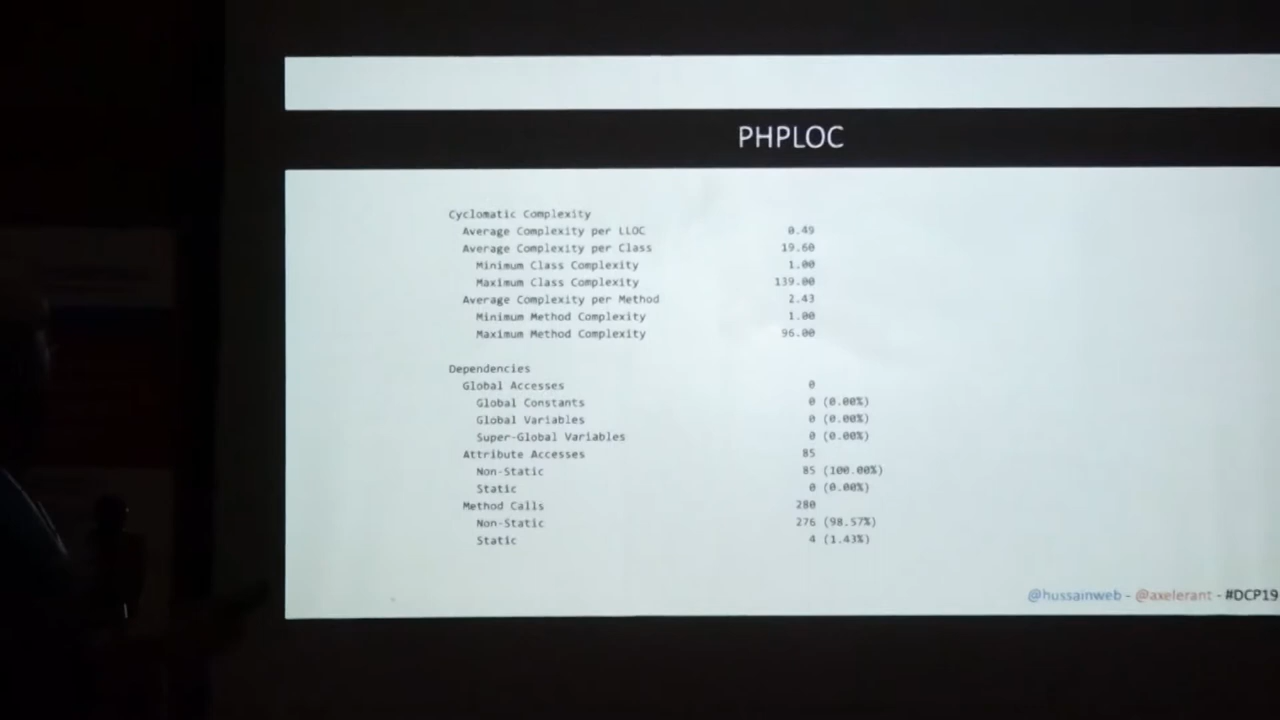 PHPLOC
Cyclomatic Complexity
Average Complexity per LLOC 0.49
Average Complexity per Class 19.60
Minimum Class Complexity 1.00
Maximum Class Complexity 139.00
Average Complexity per Method 2.43
Minimum Method Complexity 1.00
Maximum Method Complexity 96.00
Dependencies
Global Accesses 0
Global Constants 0 (0.00%)
Global Variables 0 (0.00%)
Super-Global Variables 0 (0.00%)
Attribute Accesses 85
Non-Static 85 (100.00%)
Static 0 (0.00%)
Method Calls 280
Non-Static 276 (98.57%)
Static 4 (1.43%)
@hussainweb - @axelerant - #DCP19